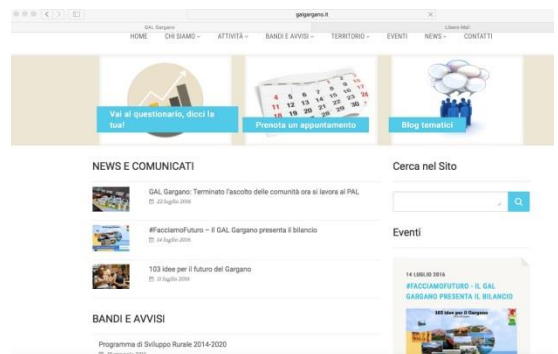 galgargano.it
GAL Gargano
Libero Mail
HOME CHI SIAMO ATTIVITÀ BANDI E AVVISI TERRITORIO EVENTI NEWS CONTATTI
Vai al questionario, dicci la
tua!
Prenota un appuntamento
Blog tematici
NEWS E COMUNICATI
GAL Gargano: Terminato l'ascolto delle comunità ora si lavora al PAL
22 luglio 2016
#FacciamoFuturo – Il GAL Gargano presenta il bilancio
14 luglio 2016
103 idee per il futuro del Gargano
11 luglio 2016
BANDI E AVVISI
Programma di Sviluppo Rurale 2014-2020
Cerca nel Sito
Eventi
14 LUGLIO 2016
#FACCIAMOFUTURO - IL GAL
GARGANO PRESENTA IL BILANCIO
103 idee per il Gargano